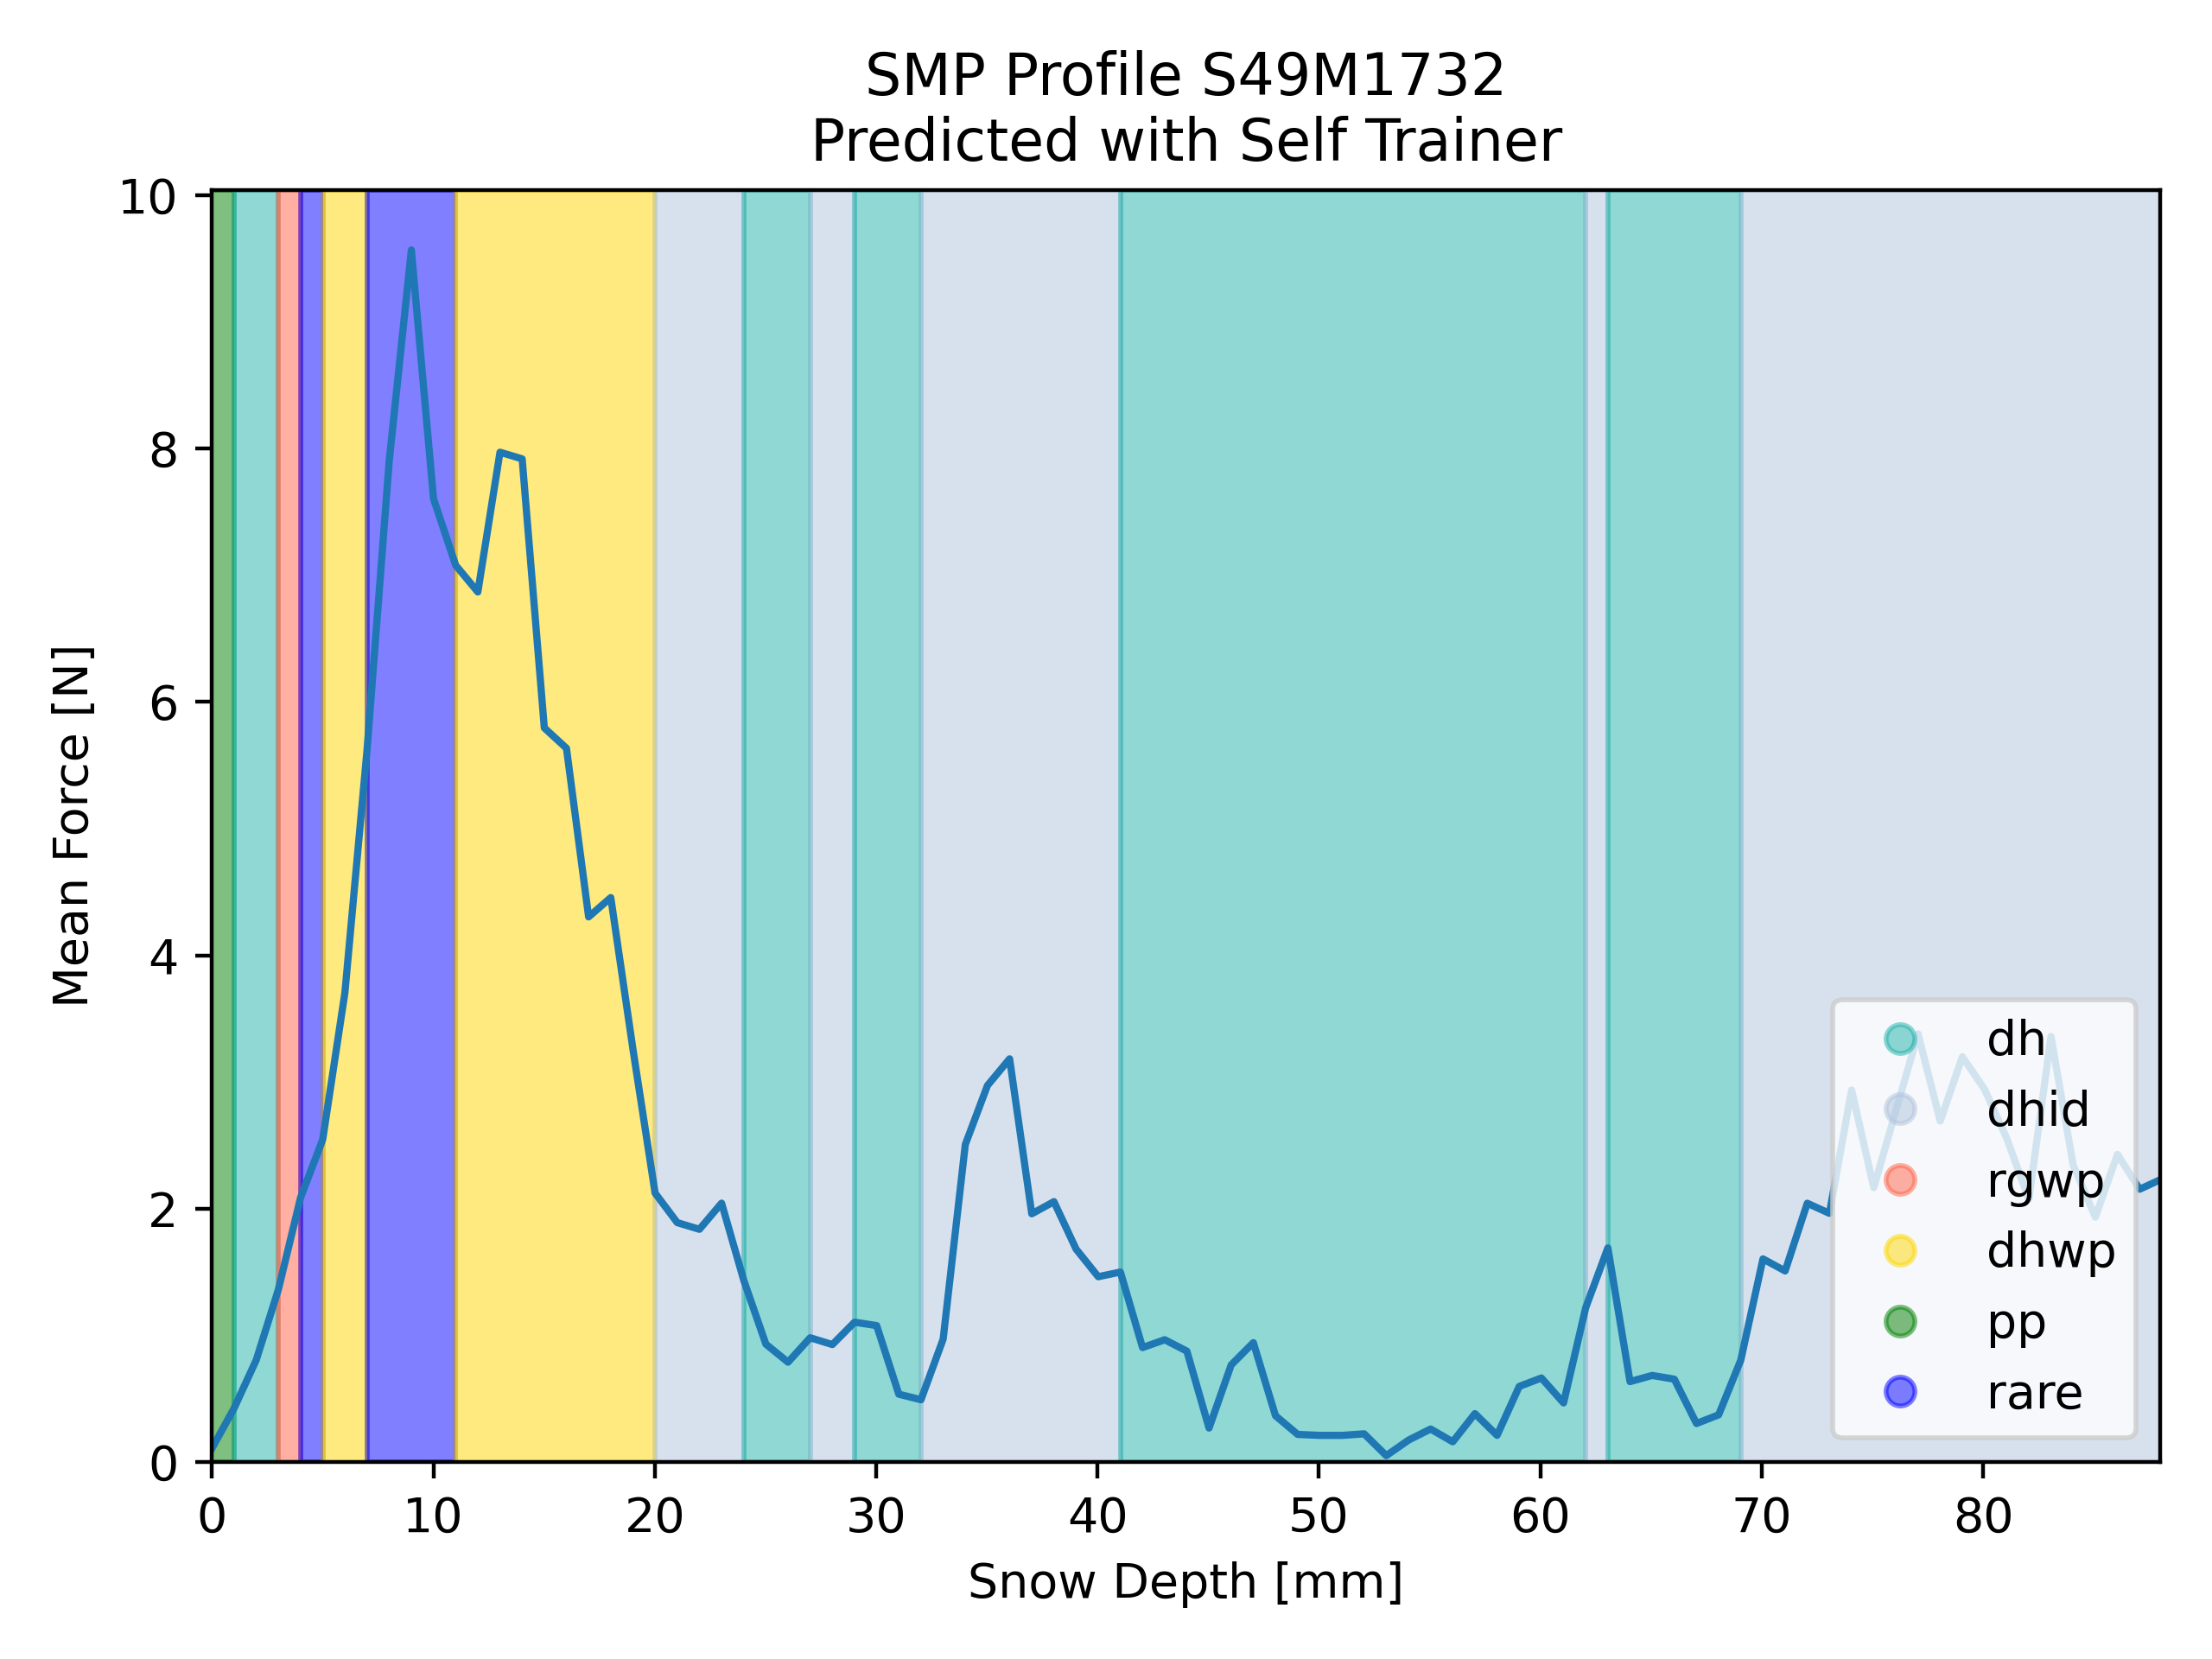 SMP Profile S49M1732
Predicted with Self Trainer
10
8
6
4
2
0
Mean Force [N]
dh
dhid
rgwp
dhwp
pp
rare
0 10 20 30 40 50 60 70 80
Snow Depth [mm]